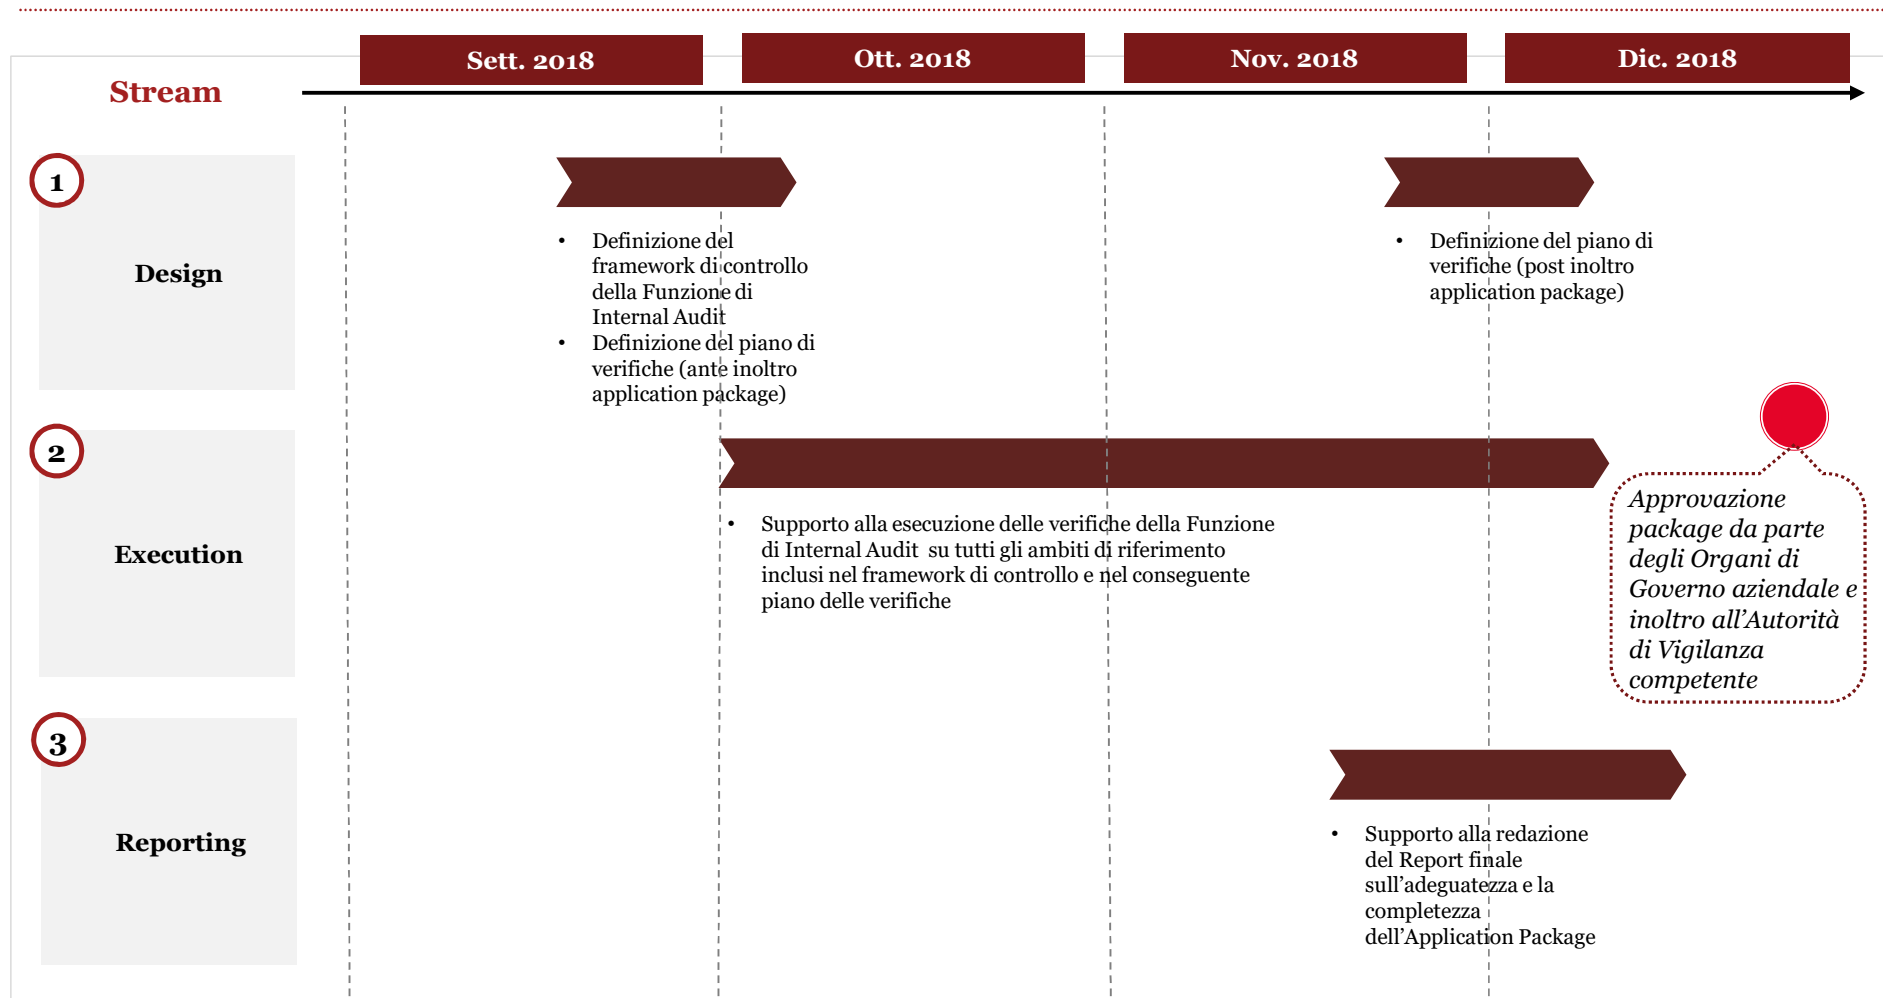 Sett. 2018
Ott. 2018
Nov. 2018
Dic. 2018
Stream
1
Design
• Definizione del
framework di controllo
della Funzione di
Internal Audit
• Definizione del piano di
verifiche (ante inoltro
application package)
• Definizione del piano di
verifiche (post inoltro
application package)
2
Execution
• Supporto alla esecuzione delle verifiche della Funzione
di Internal Audit su tutti gli ambiti di riferimento
inclusi nel framework di controllo e nel conseguente
piano delle verifiche
Approvazione
package da parte
degli Organi di
Governo aziendale e
inoltro all’Autorità
di Vigilanza
competente
3
Reporting
• Supporto alla redazione
del Report finale
sull’adeguatezza e la
completezza
dell’Application Package